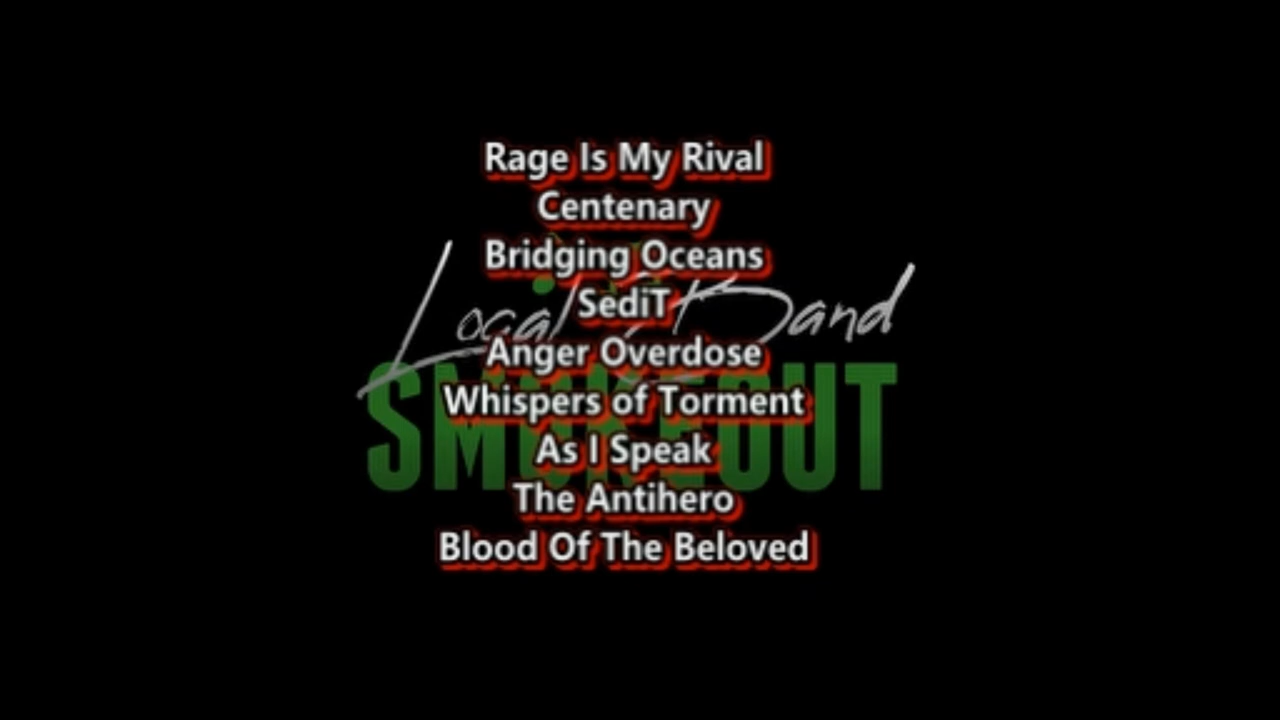 Rage Is My Rival
Centenary
Bridging Oceans
SediT
Anger Overdose
Whispers of Torment
As I Speak
The Antihero
Blood Of The Beloved
Local Band
SMOKEOUT